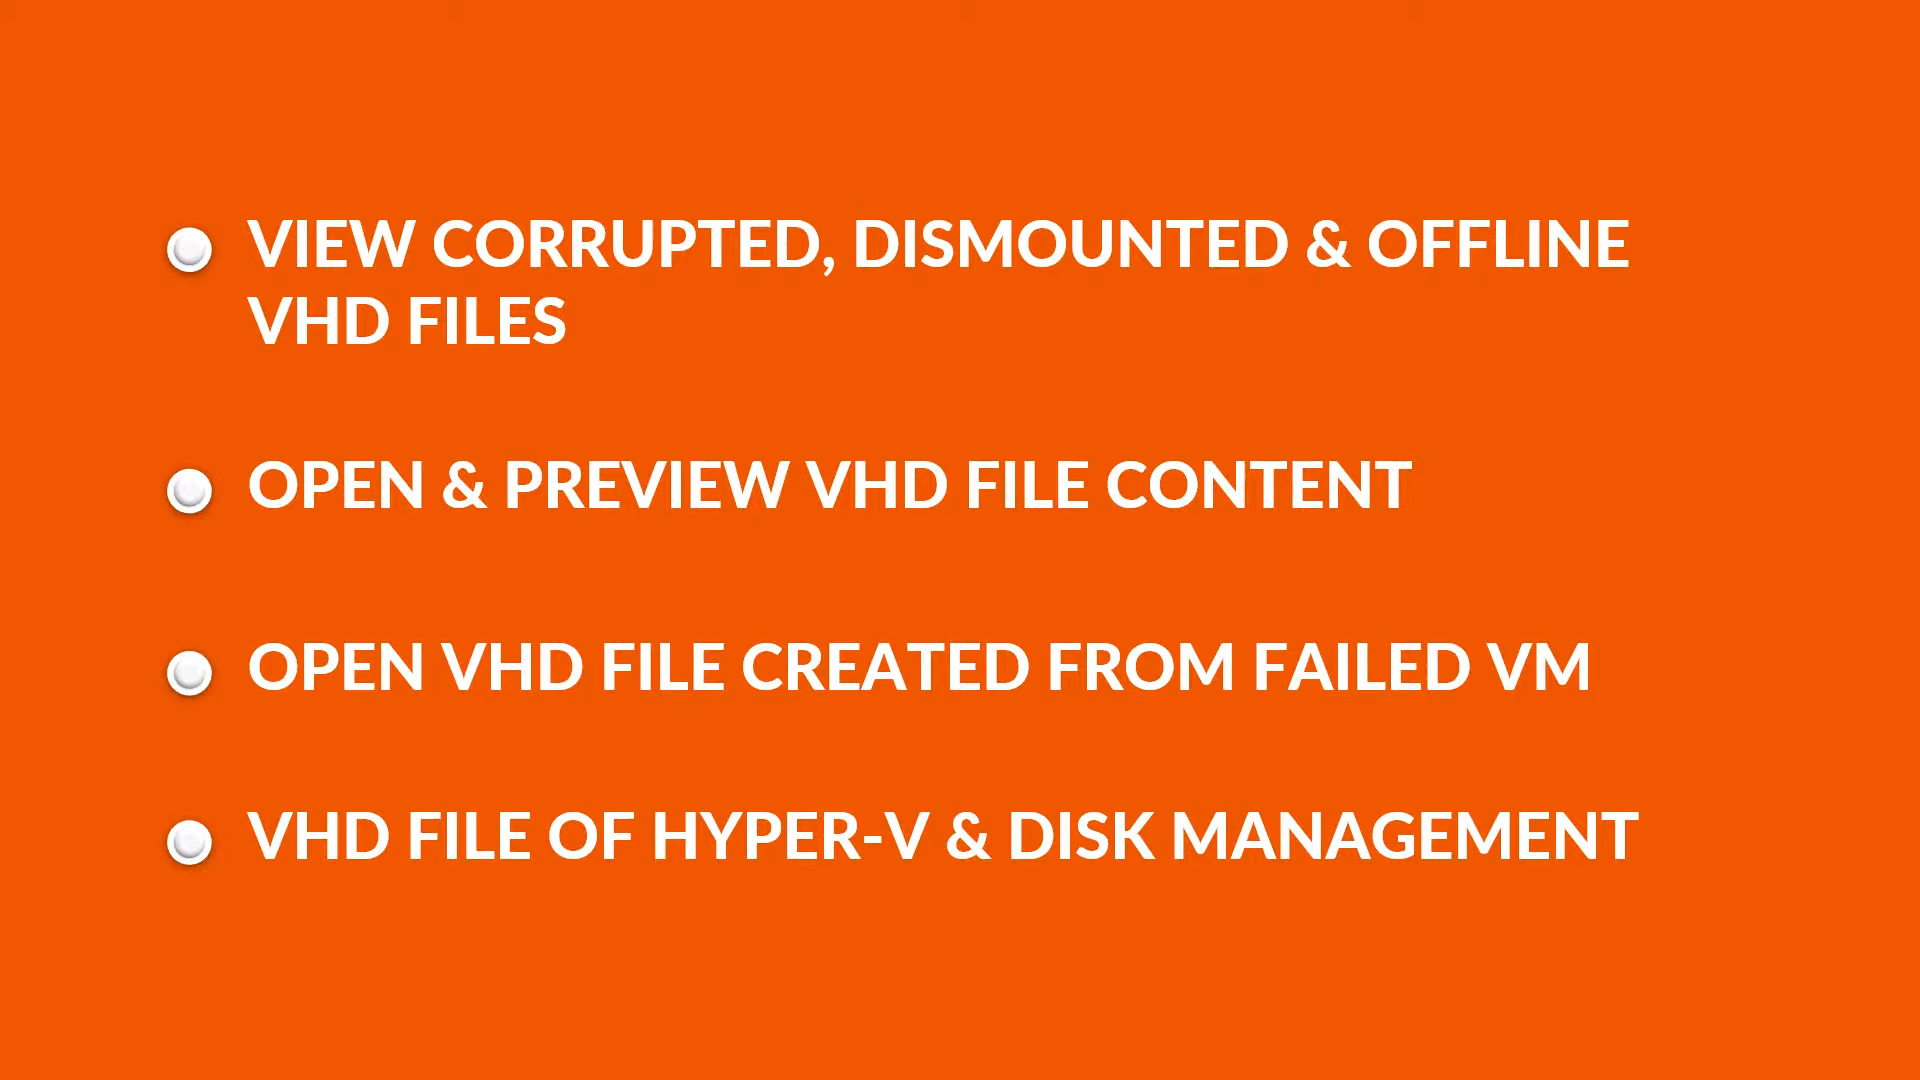 VIEW CORRUPTED, DISMOUNTED & OFFLINE
VHD FILES
OPEN & PREVIEW VHD FILE CONTENT
OPEN VHD FILE CREATED FROM FAILED VM
VHD FILE OF HYPER-V & DISK MANAGEMENT